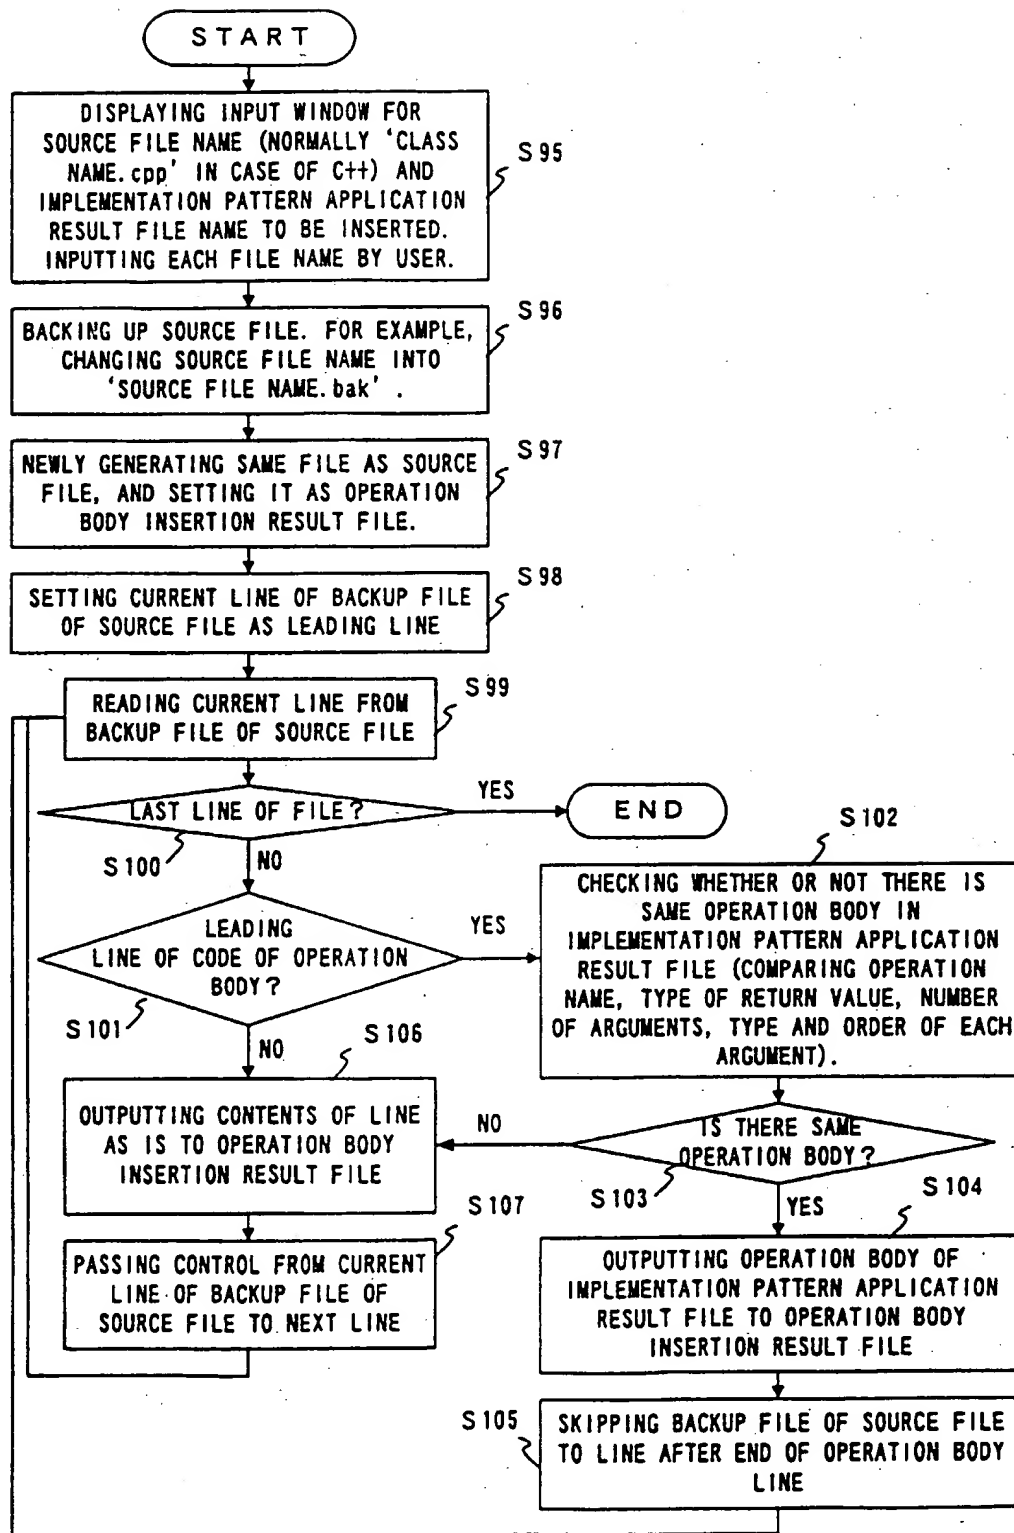 START
DISPLAYING INPUT WINDOW FOR
SOURCE FILE NAME (NORMALLY 'CLASS
NAME.cpp' IN CASE OF C++) AND
IMPLEMENTATION PATTERN APPLICATION
RESULT FILE NAME TO BE INSERTED.
INPUTTING EACH FILE NAME BY USER.
S95
BACKING UP SOURCE FILE. FOR EXAMPLE,
CHANGING SOURCE FILE NAME INTO
'SOURCE FILE NAME.bak' .
S96
NEWLY GENERATING SAME FILE AS SOURCE
FILE, AND SETTING IT AS OPERATION
BODY INSERTION RESULT FILE.
S97
SETTING CURRENT LINE OF BACKUP FILE
OF SOURCE FILE AS LEADING LINE
S98
READING CURRENT LINE FROM
BACKUP FILE OF SOURCE FILE
S99
LAST LINE OF FILE?
YES
END
S100
NO
LEADING
LINE OF CODE OF OPERATION
BODY?
YES
S101
NO
S102
CHECKING WHETHER OR NOT THERE IS
SAME OPERATION BODY IN
IMPLEMENTATION PATTERN APPLICATION
RESULT FILE (COMPARING OPERATION
NAME, TYPE OF RETURN VALUE, NUMBER
OF ARGUMENTS, TYPE AND ORDER OF EACH
ARGUMENT).
S106
OUTPUTTING CONTENTS OF LINE
AS IS TO OPERATION BODY
INSERTION RESULT FILE
NO
IS THERE SAME
OPERATION BODY?
S103
YES
S104
S107
PASSING CONTROL FROM CURRENT
LINE OF BACKUP FILE OF
SOURCE FILE TO NEXT LINE
OUTPUTTING OPERATION BODY OF
IMPLEMENTATION PATTERN APPLICATION
RESULT FILE TO OPERATION BODY
INSERTION RESULT FILE
S105
SKIPPING BACKUP FILE OF SOURCE FILE
TO LINE AFTER END OF OPERATION BODY
LINE